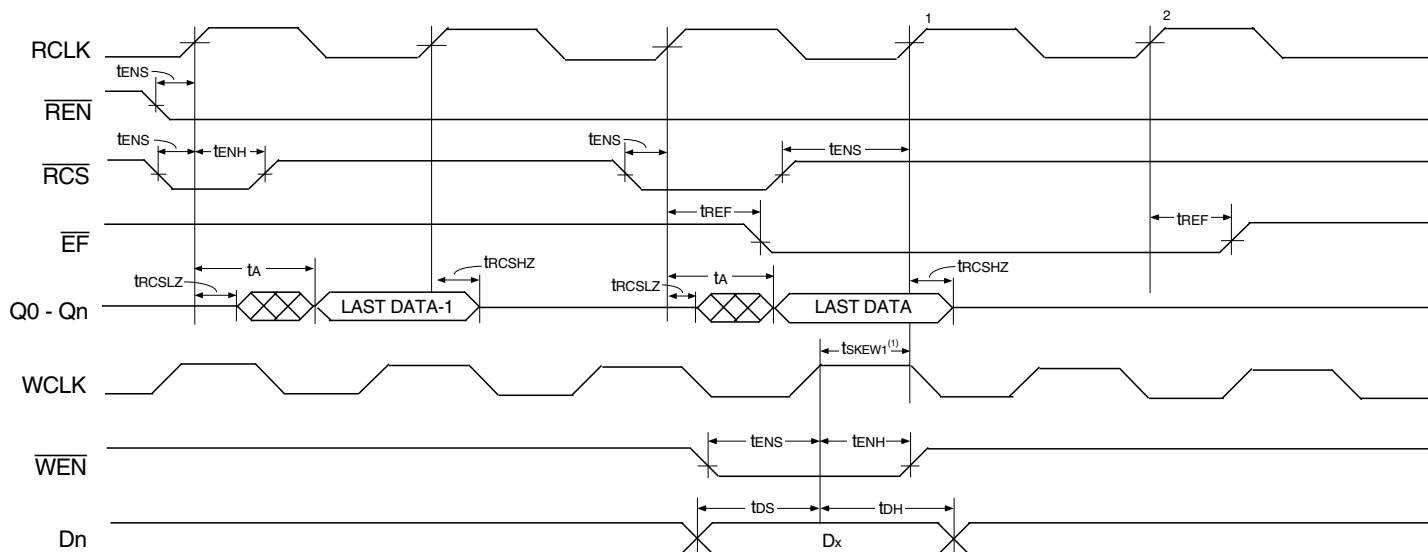 1 2
RCLK
tENS
REN
tENS tENH tENS tENS
RCS
tREF tREF
EF
tRCSLZ tA tRCSHZ tRCSLZ tA tRCSHZ
Q0 - Qn LAST DATA-1 LAST DATA
tSKEW1(1)
WCLK
tENS tENH
WEN
tDS tDH
Dn Dx